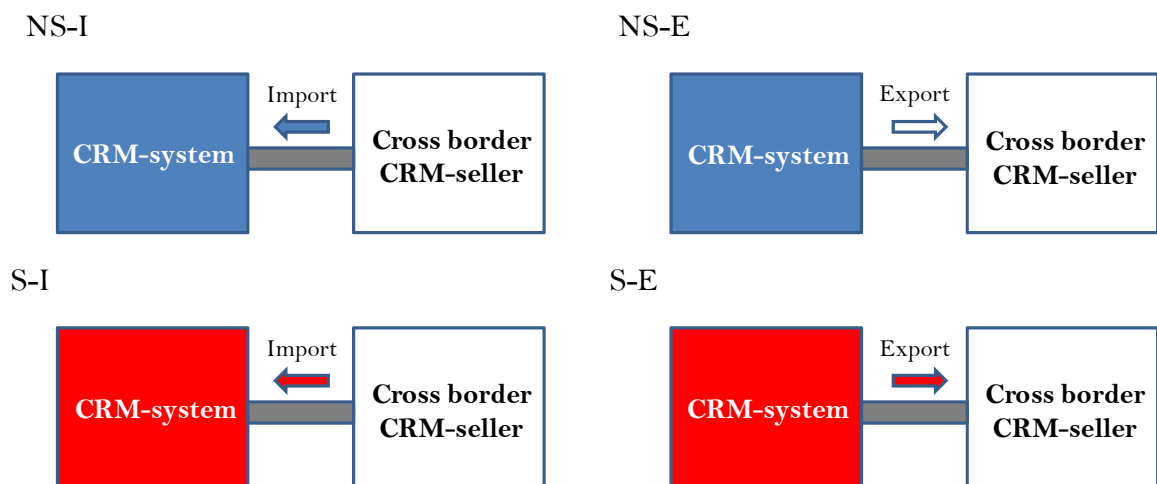 NS-I
NS-E
CRM-system
Import
Cross border
CRM-seller
CRM-system
Export
Cross border
CRM-seller
S-I
S-E
CRM-system
Import
Cross border
CRM-seller
CRM-system
Export
Cross border
CRM-seller